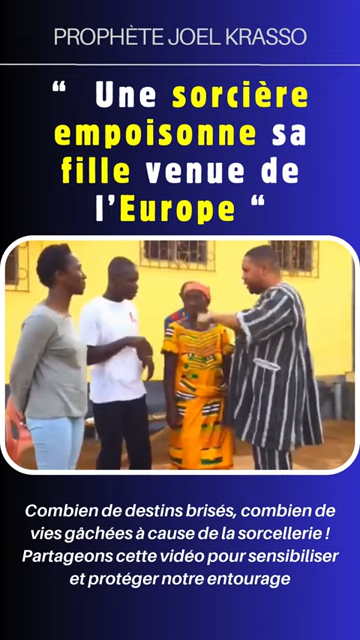 PROPHÈTE JOEL KRASSO
“ Une sorcière
empoisonne sa
fille venue de
l’Europe “
Combien de destins brisés, combien de
vies gâchées à cause de la sorcellerie !
Partageons cette vidéo pour sensibiliser
et protéger notre entourage